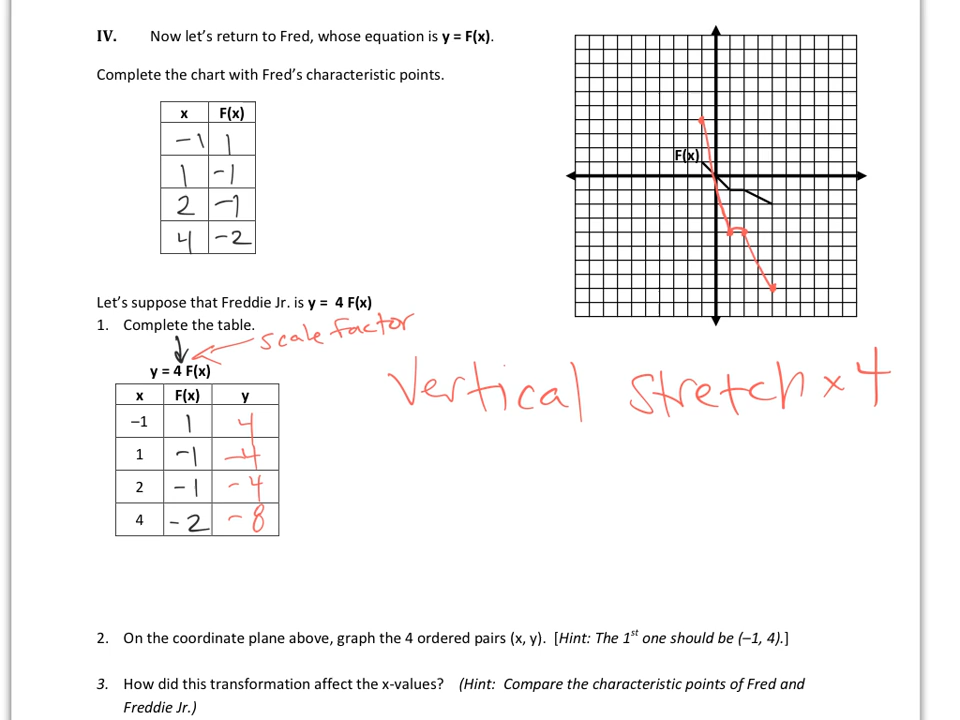 IV. Now let's return to Fred, whose equation is y = F(x).
Complete the chart with Fred's characteristic points.
x F(x)
-1 1
1 -1
2 -1
4 -2
F(x)
Let's suppose that Freddie Jr. is y = 4 F(x)
1. Complete the table.
scale factor
y = 4 F(x)
x F(x) y
−1 1 4
1 -1 -4
2 -1 -4
4 -2 -8
Vertical stretch × 4
2. On the coordinate plane above, graph the 4 ordered pairs (x, y). [Hint: The 1st one should be (−1, 4).]
3. How did this transformation affect the x-values? (Hint: Compare the characteristic points of Fred and
Freddie Jr.)